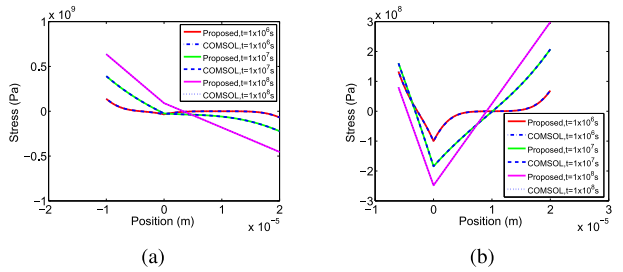 x 10^9
1
0.5
0
−0.5
−1
−2
−1
0
1
2
x 10^-5
Stress (Pa)
Position (m)
Proposed,t=1x10^6s
COMSOL,t=1x10^6s
Proposed,t=1x10^7s
COMSOL,t=1x10^7s
Proposed,t=1x10^8s
COMSOL,t=1x10^8s
(a)
x 10^8
3
2
1
0
−1
−2
−3
−1
0
1
2
3
x 10^-5
Stress (Pa)
Position (m)
Proposed,t=1x10^6s
COMSOL,t=1x10^6s
Proposed,t=1x10^7s
COMSOL,t=1x10^7s
Proposed,t=1x10^8s
COMSOL,t=1x10^8s
(b)